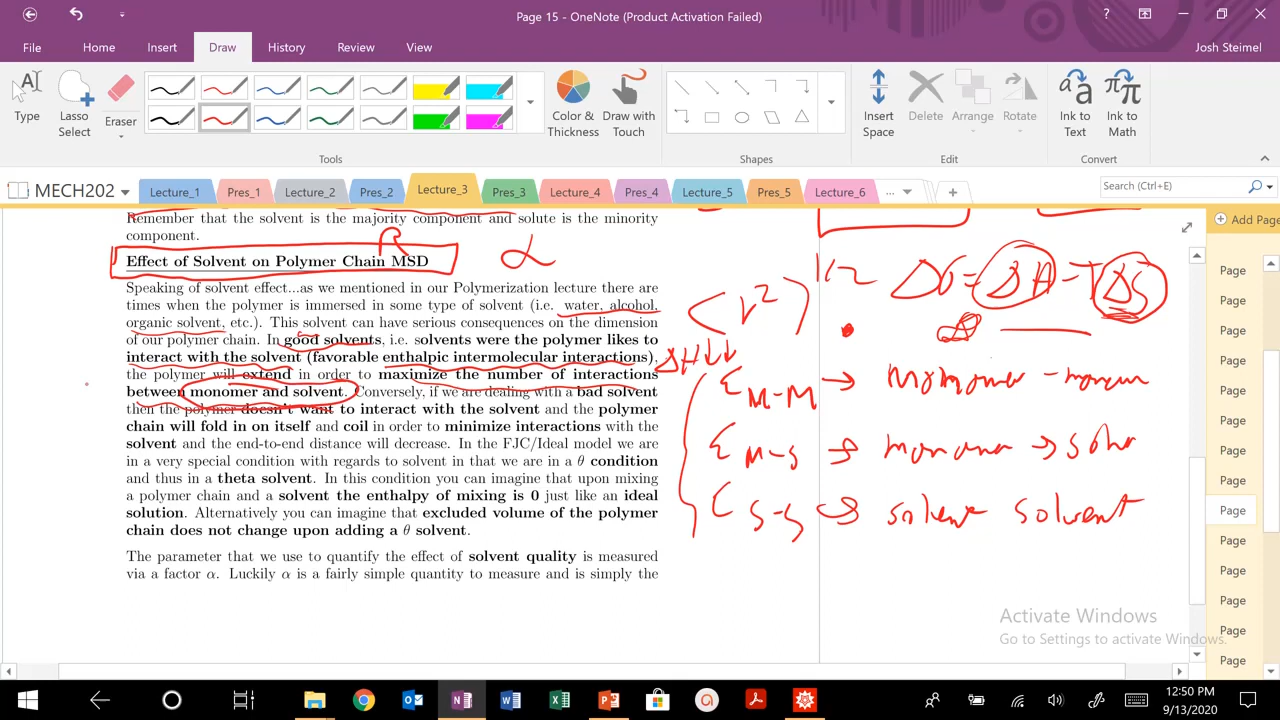 Page 15 - OneNote (Product Activation Failed)
File Home Insert Draw History Review View
Josh Steimel
Type
Lasso Select
Eraser
Color & Thickness
Draw with Touch
Insert Space
Delete
Arrange
Rotate
Ink to Text
Ink to Math
Tools
Shapes
Edit
Convert
MECH202
Lecture_1 Pres_1 Lecture_2 Pres_2 Lecture_3 Pres_3 Lecture_4 Pres_4 Lecture_5 Pres_5 Lecture_6 ...
Search (Ctrl+E)
Add Page
Remember that the solvent is the majority component and solute is the minority
component.
Effect of Solvent on Polymer Chain MSD
R
α
Speaking of solvent effect...as we mentioned in our Polymerization lecture there are
times when the polymer is immersed in some type of solvent (i.e. water, alcohol,
organic solvent, etc.). This solvent can have serious consequences on the dimension
of our polymer chain. In good solvents, i.e. solvents were the polymer likes to
interact with the solvent (favorable enthalpic intermolecular interactions),
the polymer will extend in order to maximize the number of interactions
between monomer and solvent. Conversely, if we are dealing with a bad solvent
then the polymer doesn't want to interact with the solvent and the polymer
chain will fold in on itself and coil in order to minimize interactions with the
solvent and the end-to-end distance will decrease. In the FJC/Ideal model we are
in a very special condition with regards to solvent in that we are in a θ condition
and thus in a theta solvent. In this condition you can imagine that upon mixing
a polymer chain and a solvent the enthalpy of mixing is 0 just like an ideal
solution. Alternatively you can imagine that excluded volume of the polymer
chain does not change upon adding a θ solvent.
The parameter that we use to quantify the effect of solvent quality is measured
via a factor α. Luckily α is a fairly simple quantity to measure and is simply the
⟨r²⟩
ΔG = ΔH - TΔS
ΔH ↓↓
ε M-M → Monomer - monomer
ε M-S → monomer →
ε S-S → solvent solvent
Page
Page
Page
Page
Page
Page
Page
Page
Page
Page
Page
Page
Page
Page
Activate Windows
Go to Settings to activate Windows.
12:50 PM
9/13/2020